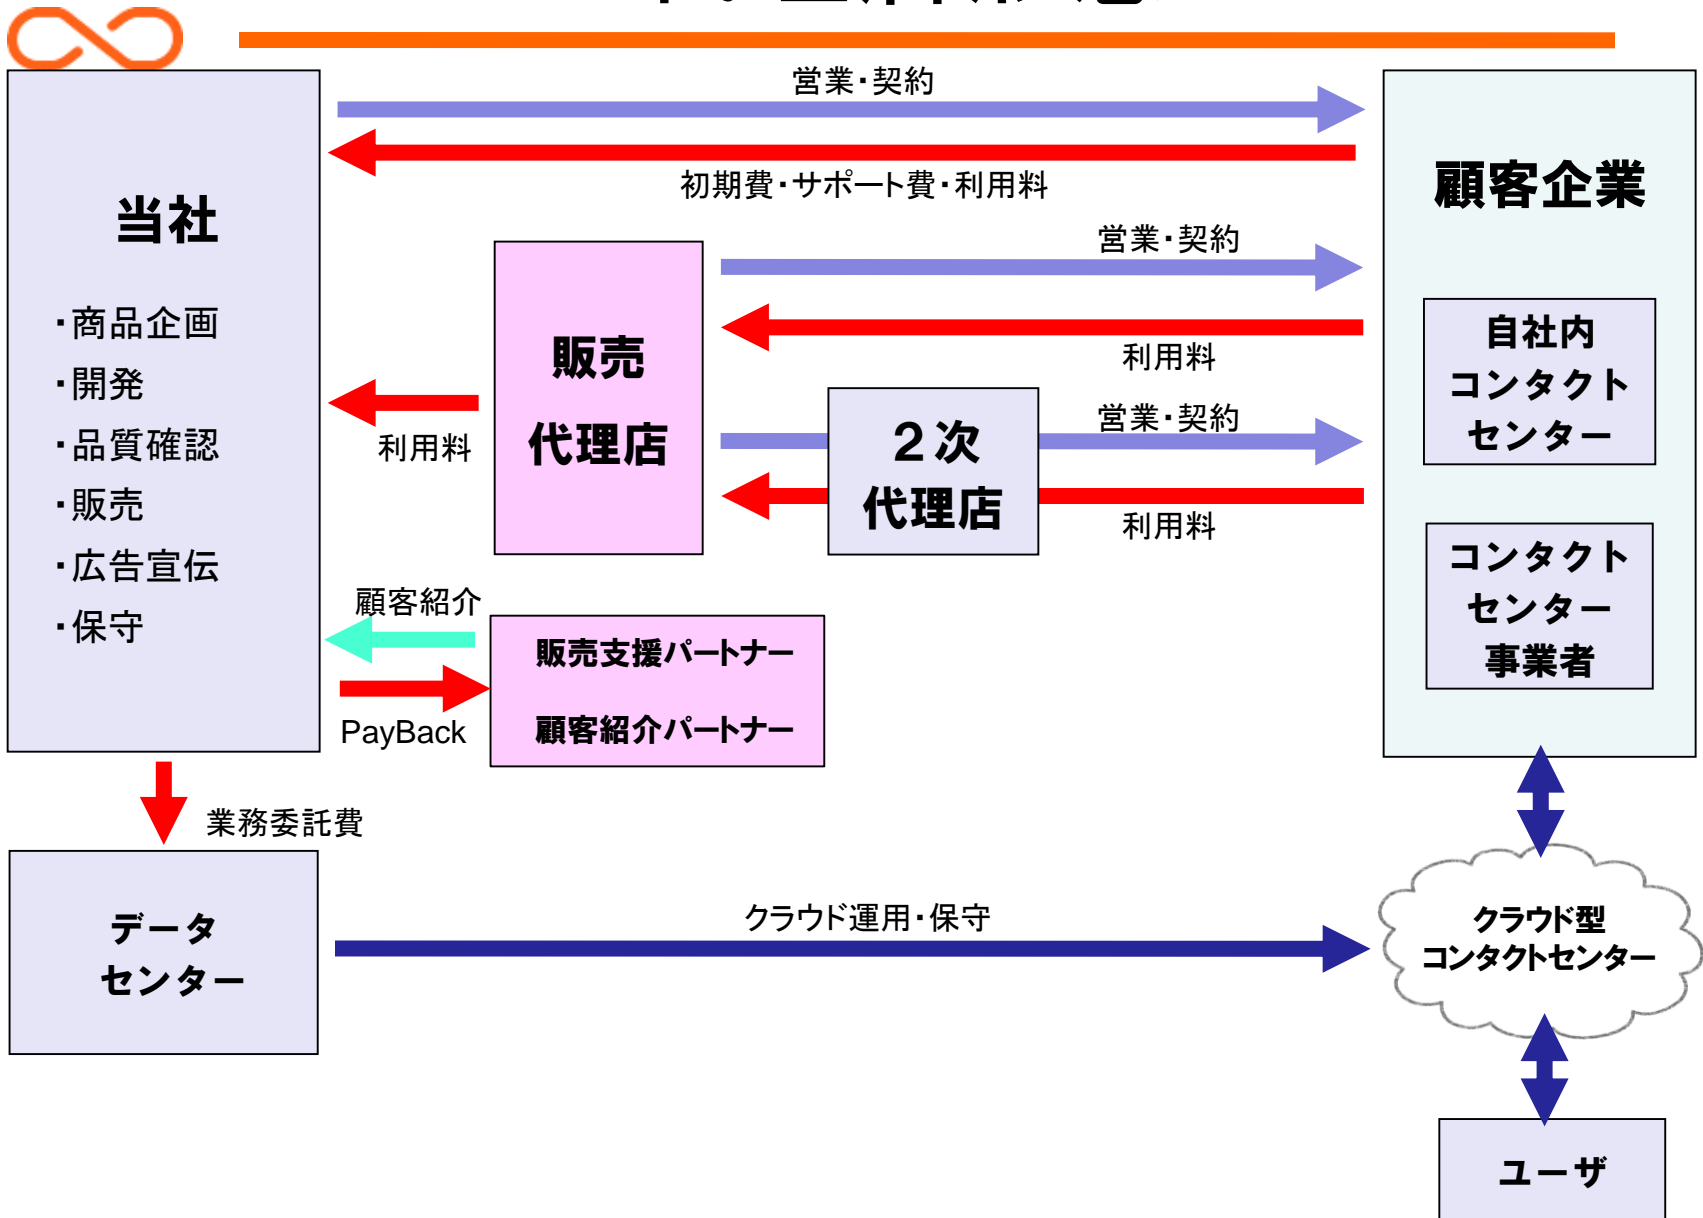 営業・契約
初期費・サポート費・利用料
当社
・商品企画
・開発
・品質確認
・販売
・広告宣伝
・保守
顧客企業
営業・契約
利用料
販売
代理店
利用料
自社内
コンタクト
センター
営業・契約
2次
代理店
利用料
コンタクト
センター
事業者
顧客紹介
PayBack
販売支援パートナー
顧客紹介パートナー
業務委託費
データ
センター
クラウド運用・保守
クラウド型
コンタクトセンター
ユーザ